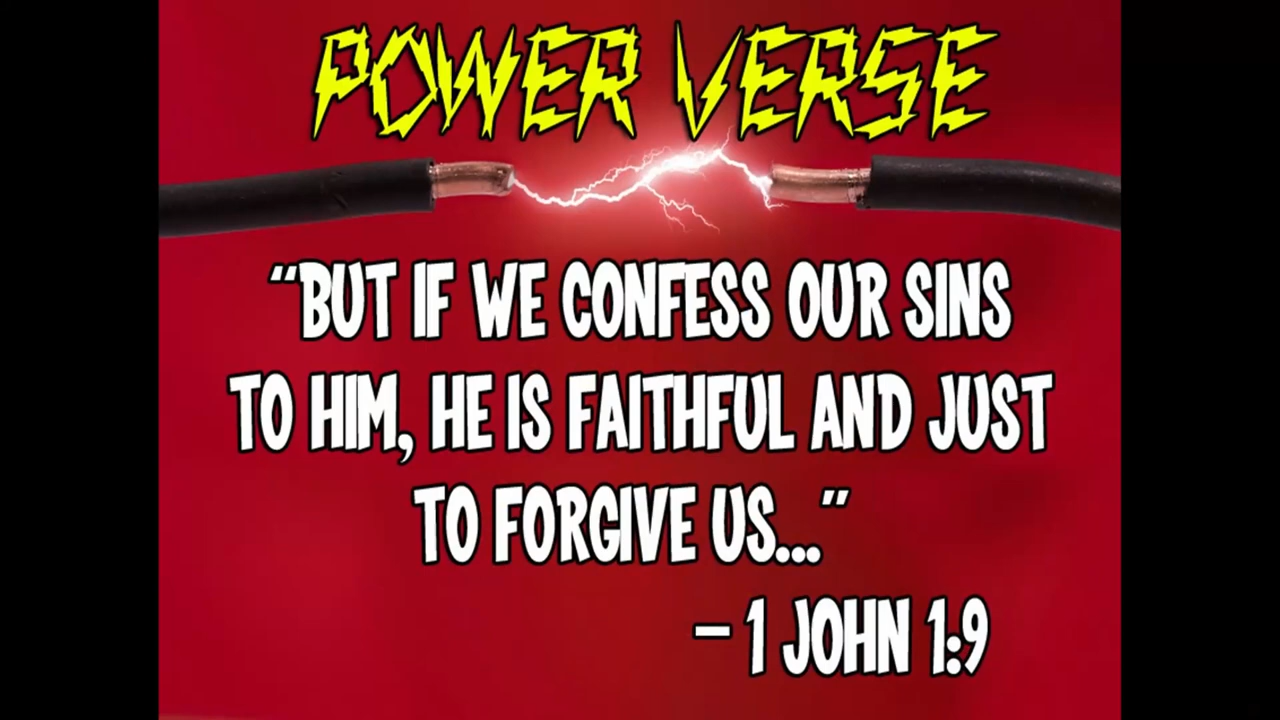 POWER VERSE
“BUT IF WE CONFESS OUR SINS
TO HIM, HE IS FAITHFUL AND JUST
TO FORGIVE US...”
– 1 JOHN 1:9